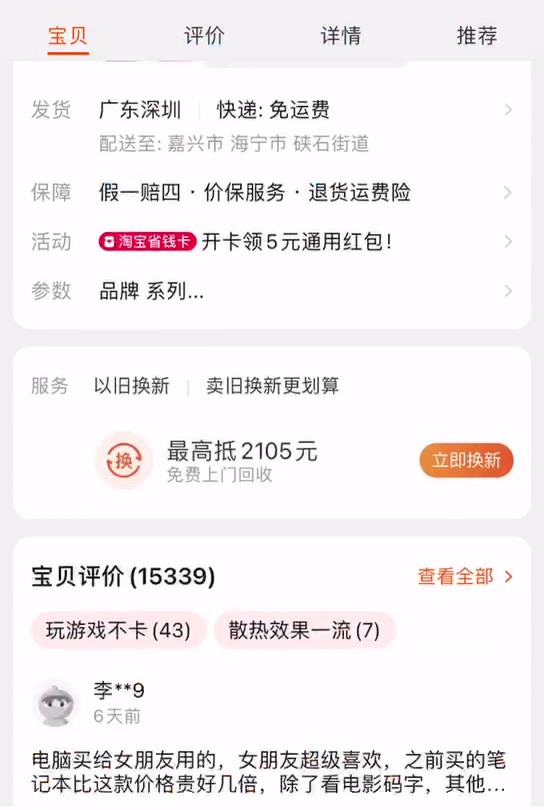 宝贝 评价 详情 推荐
发货 广东深圳 快递: 免运费
配送至: 嘉兴市 海宁市 硖石街道
保障 假一赔四 · 价保服务 · 退货运费险
活动 淘宝省钱卡 开卡领5元通用红包!
参数 品牌 系列...
服务 以旧换新 卖旧换新更划算
换 最高抵2105元 立即换新
免费上门回收
宝贝评价(15339) 查看全部
玩游戏不卡(43) 散热效果一流(7)
李**9
6天前
电脑买给女朋友用的，女朋友超级喜欢，之前买的笔
记本比这款价格贵好几倍，除了看电影码字，其他...